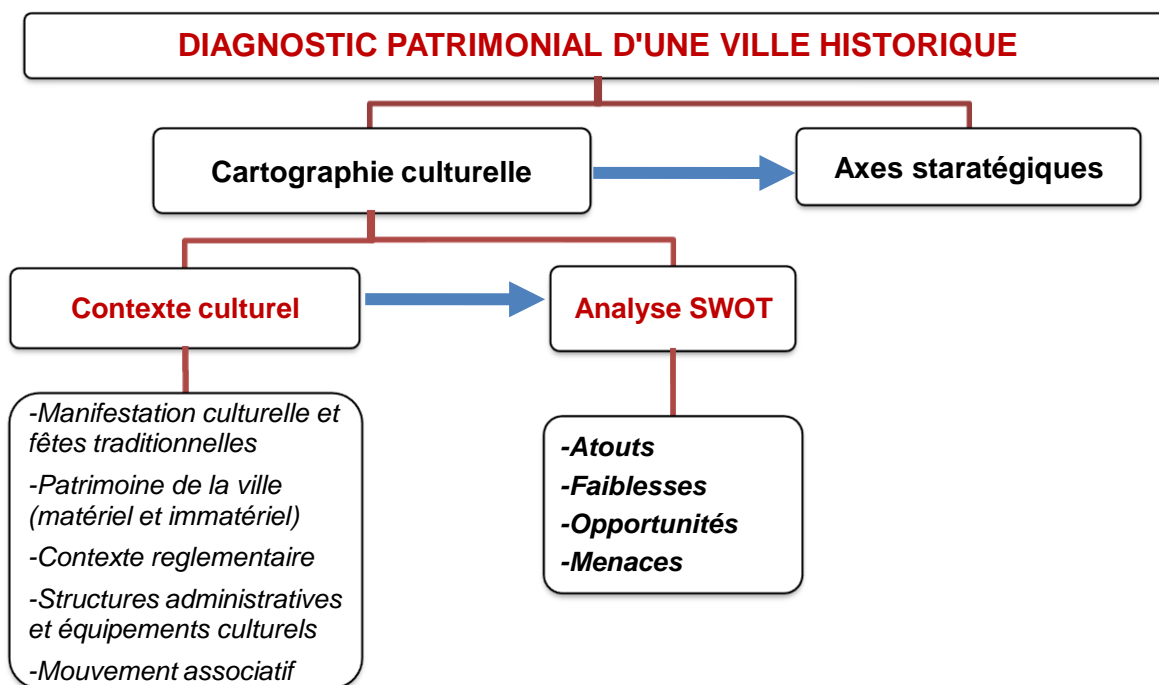 DIAGNOSTIC PATRIMONIAL D'UNE VILLE HISTORIQUE
Cartographie culturelle
Axes staratégiques
Contexte culturel
Analyse SWOT
-Manifestation culturelle et
fêtes traditionnelles
-Patrimoine de la ville
(matériel et immatériel)
-Contexte reglementaire
-Structures administratives
et équipements culturels
-Mouvement associatif
-Atouts
-Faiblesses
-Opportunités
-Menaces